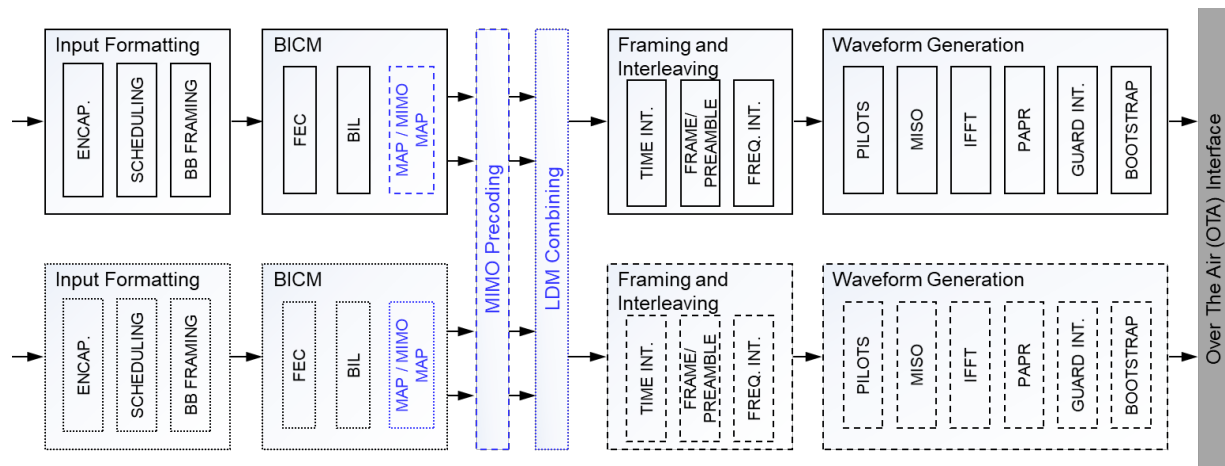 Input Formatting
ENCAP.
SCHEDULING
BB FRAMING
BICM
FEC
BIL
MAP / MIMO
MAP
MIMO Precoding
LDM Combining
Framing and
Interleaving
TIME INT.
FRAME/
PREAMBLE
FREQ. INT.
Waveform Generation
PILOTS
MISO
IFFT
PAPR
GUARD INT.
BOOTSTRAP
Over The Air (OTA) Interface
Input Formatting
ENCAP.
SCHEDULING
BB FRAMING
BICM
FEC
BIL
MAP / MIMO
MAP
Framing and
Interleaving
TIME INT.
FRAME/
PREAMBLE
FREQ. INT.
Waveform Generation
PILOTS
MISO
IFFT
PAPR
GUARD INT.
BOOTSTRAP